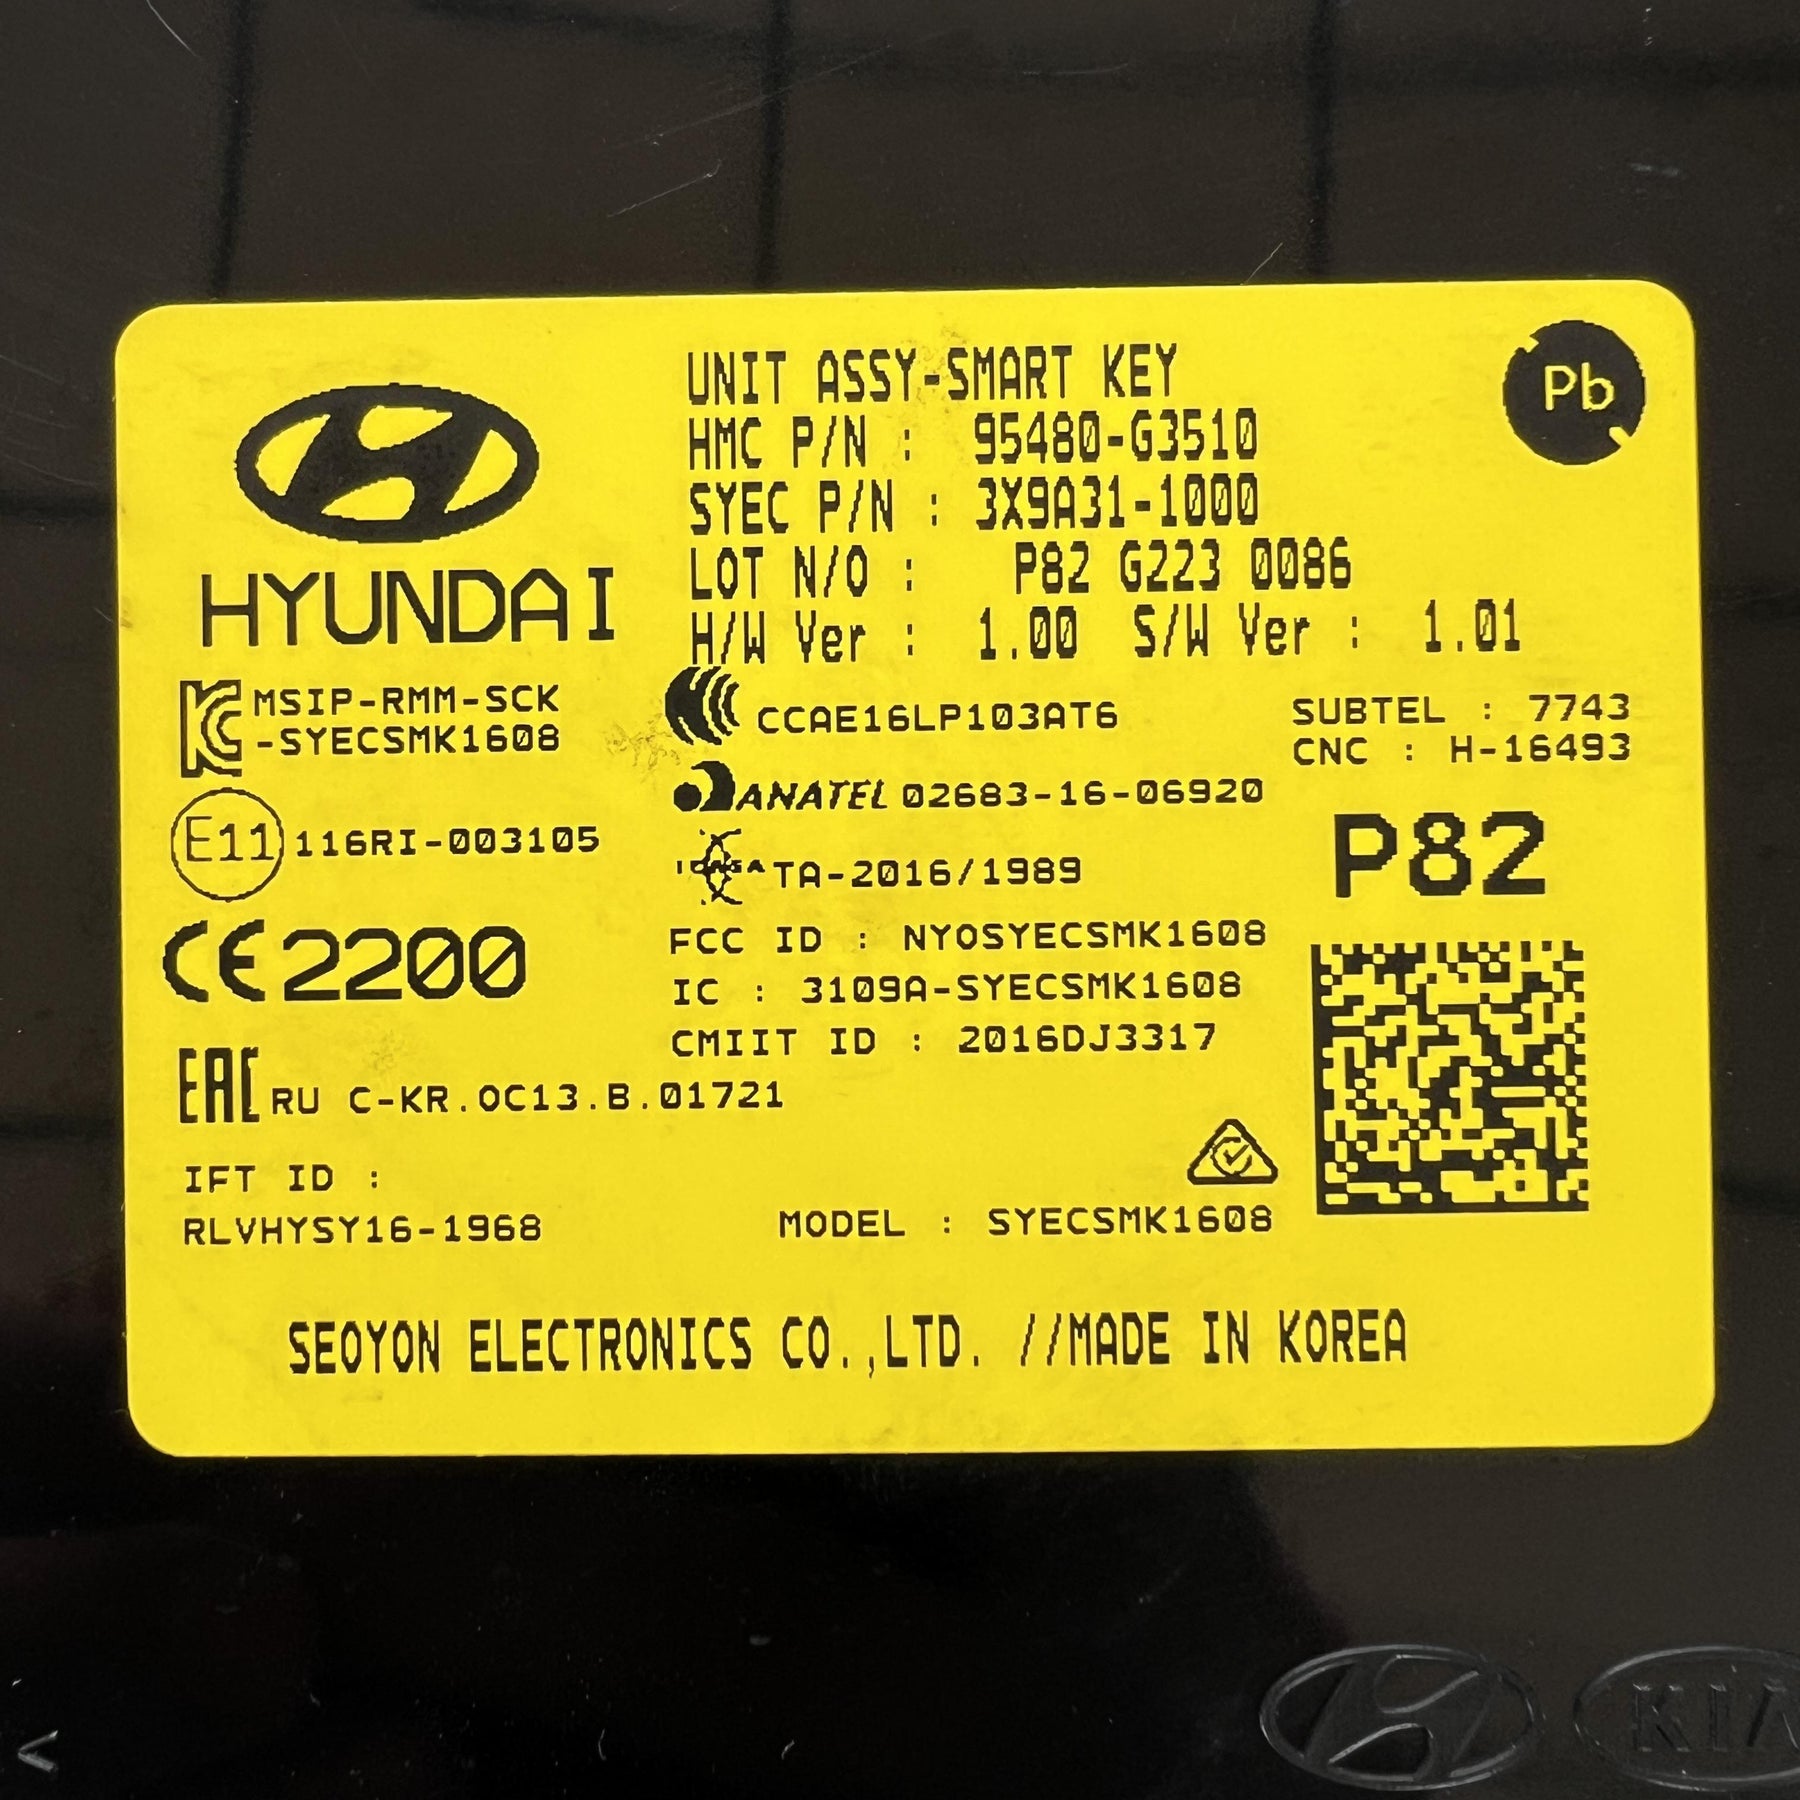 UNIT ASSY-SMART KEY
Pb
HMC P/N : 95480-G3510
SYEC P/N : 3X9A31-1000
LOT N/O : P82 G223 0086
H/W Ver : 1.00 S/W Ver : 1.01
HYUNDAI
MSIP-RMM-SCK
-SYECSMK1608
CCAE16LP103AT6
SUBTEL : 7743
CNC : H-16493
ANATEL 02683-16-06920
E11 116RI-003105
TA-2016/1989
P82
CE2200
FCC ID : NYOSYECSMK1608
IC : 3109A-SYECSMK1608
CMIIT ID : 2016DJ3317
EAC RU C-KR.OC13.B.01721
IFT ID :
RLVHYSY16-1968
MODEL : SYECSMK1608
SEOYON ELECTRONICS CO.,LTD. //MADE IN KOREA
KIA
<